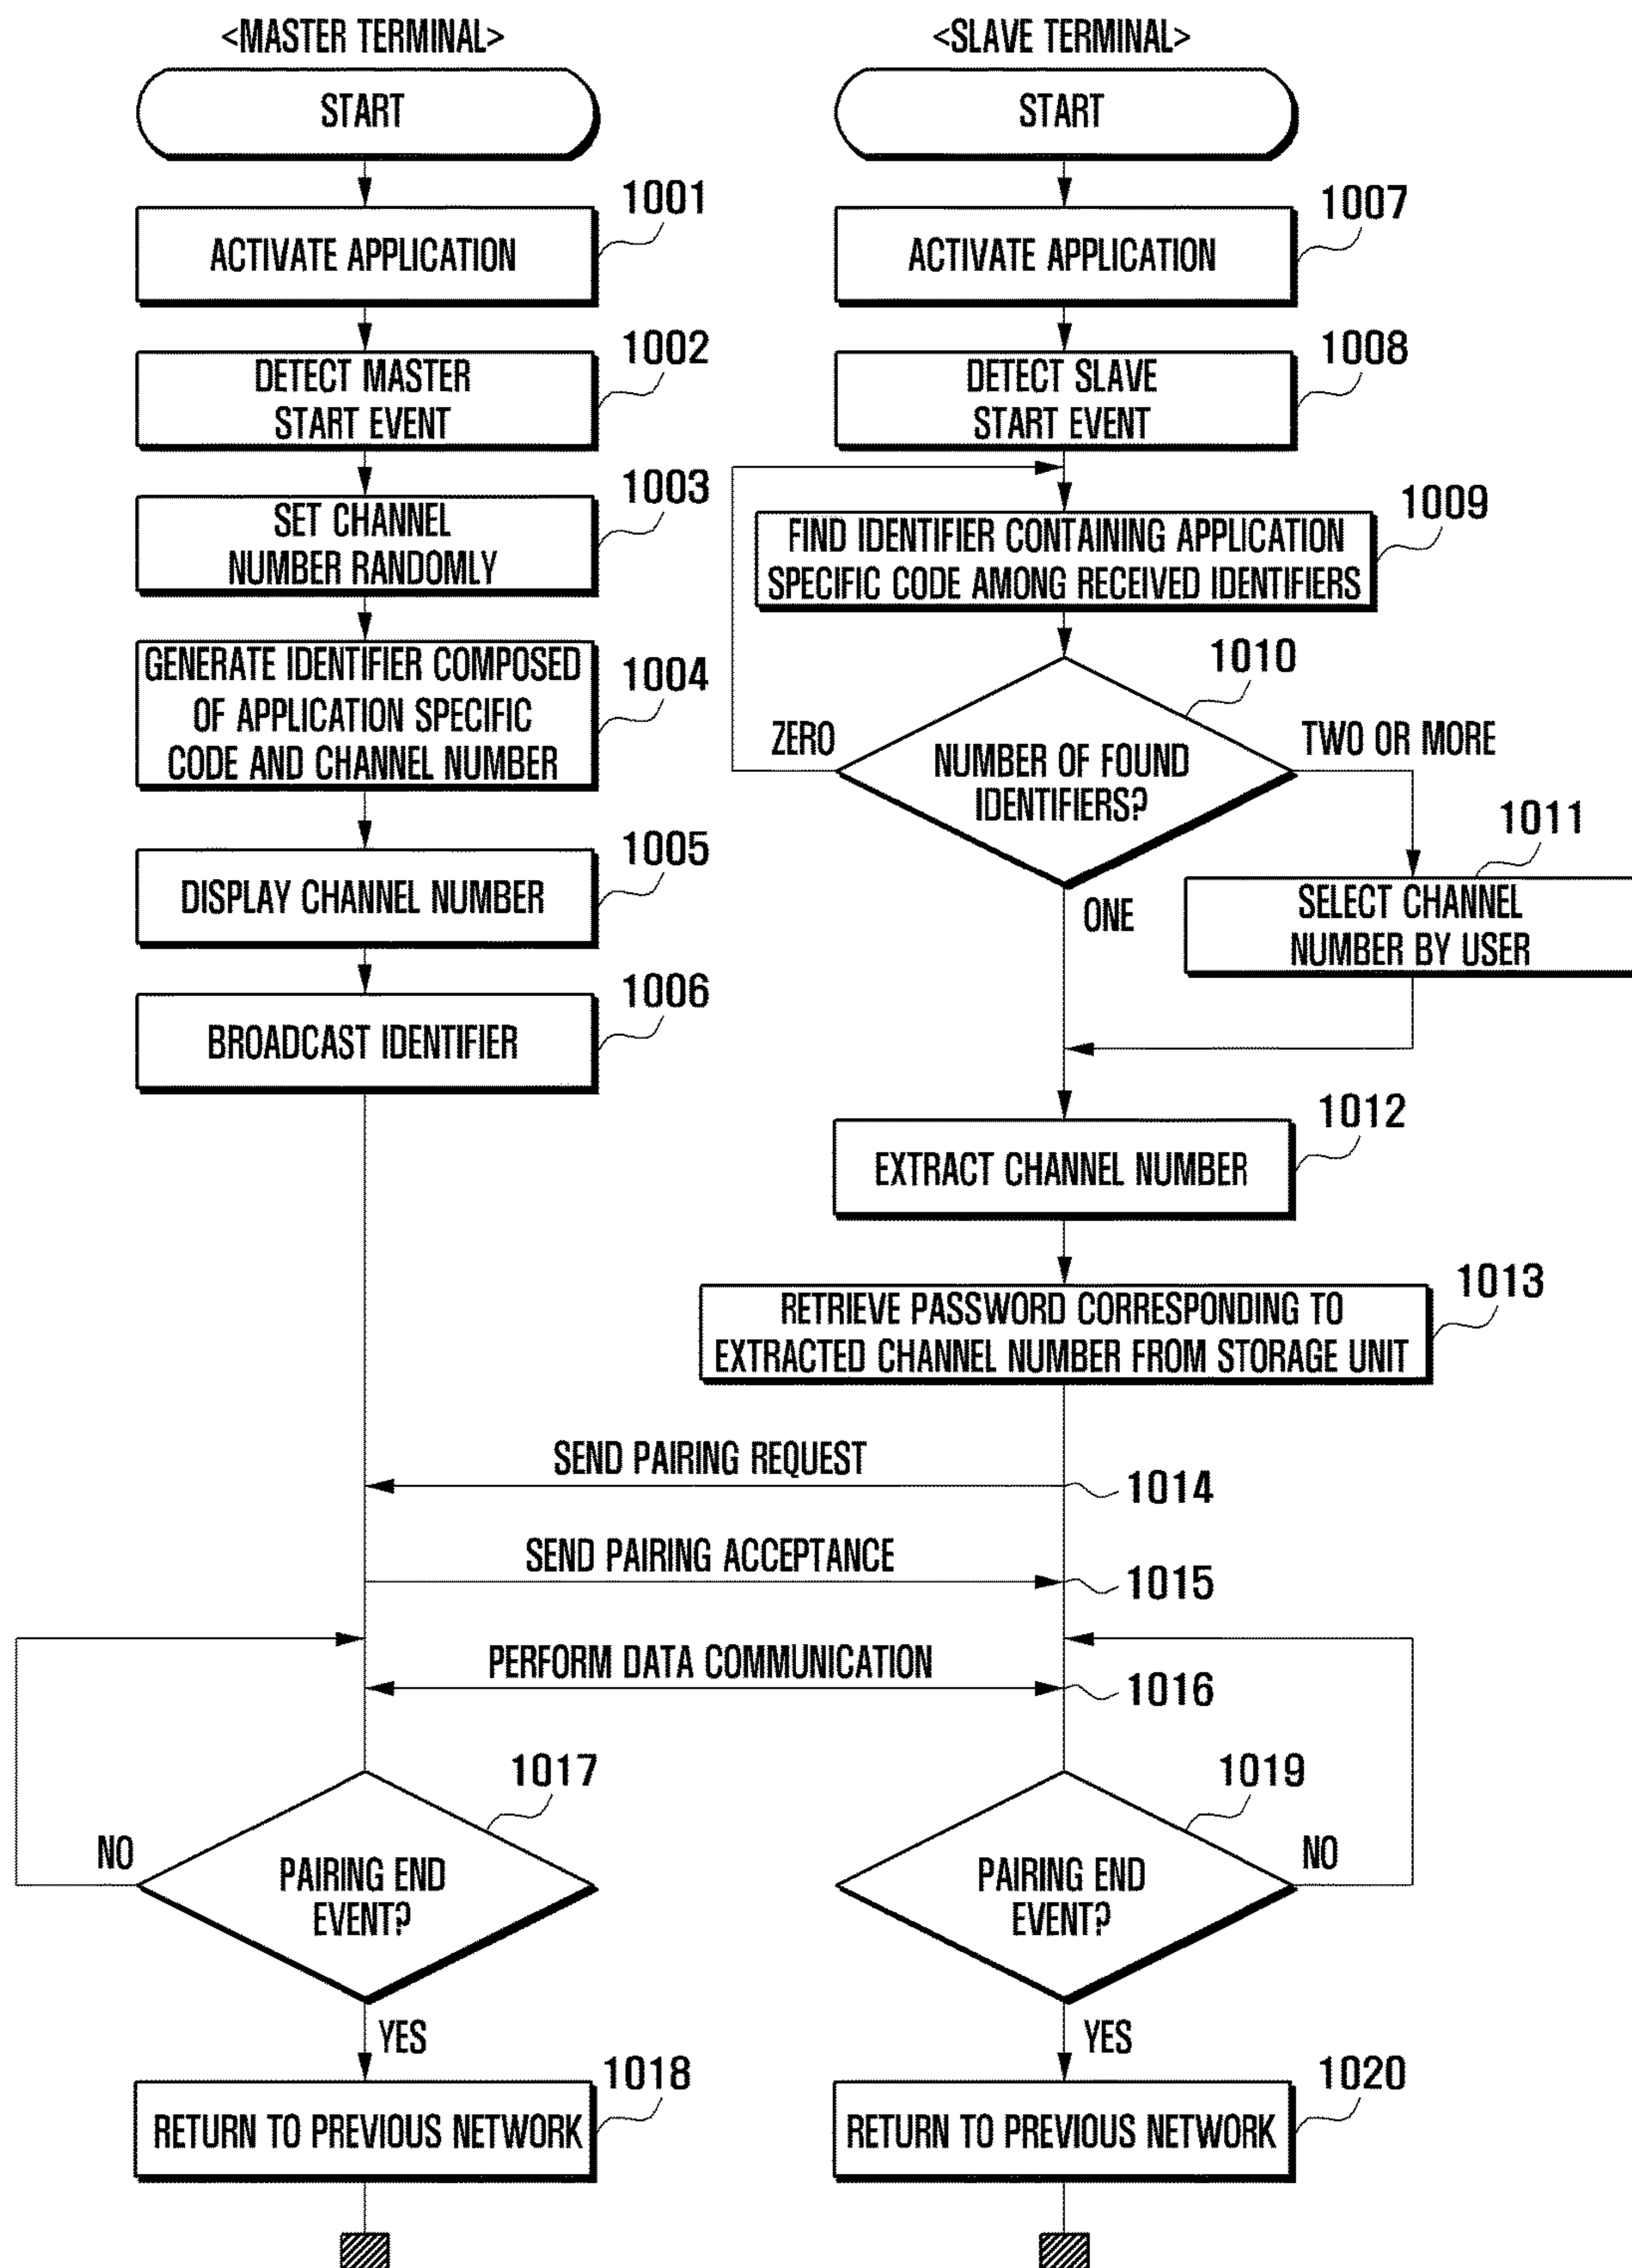 <MASTER TERMINAL>
START
1001
ACTIVATE APPLICATION
1002
DETECT MASTER
START EVENT
1003
SET CHANNEL
NUMBER RANDOMLY
1004
GENERATE IDENTIFIER COMPOSED
OF APPLICATION SPECIFIC
CODE AND CHANNEL NUMBER
1005
DISPLAY CHANNEL NUMBER
1006
BROADCAST IDENTIFIER
<SLAVE TERMINAL>
START
1007
ACTIVATE APPLICATION
1008
DETECT SLAVE
START EVENT
1009
FIND IDENTIFIER CONTAINING APPLICATION
SPECIFIC CODE AMONG RECEIVED IDENTIFIERS
1010
ZERO
TWO OR MORE
NUMBER OF FOUND
IDENTIFIERS?
1011
ONE
SELECT CHANNEL
NUMBER BY USER
1012
EXTRACT CHANNEL NUMBER
1013
RETRIEVE PASSWORD CORRESPONDING TO
EXTRACTED CHANNEL NUMBER FROM STORAGE UNIT
SEND PAIRING REQUEST
1014
SEND PAIRING ACCEPTANCE
1015
PERFORM DATA COMMUNICATION
1016
1017
NO
PAIRING END
EVENT?
YES
1018
RETURN TO PREVIOUS NETWORK
1019
NO
PAIRING END
EVENT?
YES
1020
RETURN TO PREVIOUS NETWORK